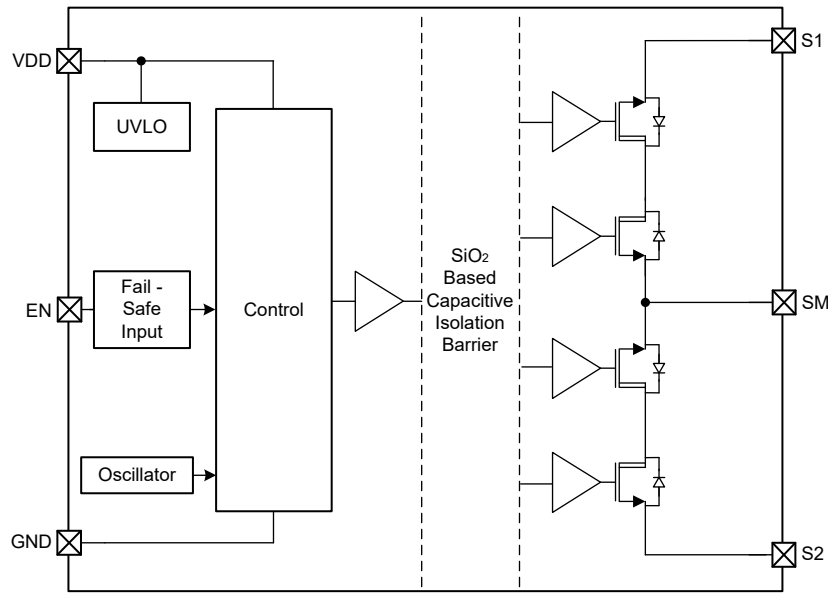 VDD
S1
UVLO
EN
Fail -
Safe
Input
Control
SiO₂
Based
Capacitive
Isolation
Barrier
SM
Oscillator
GND
S2